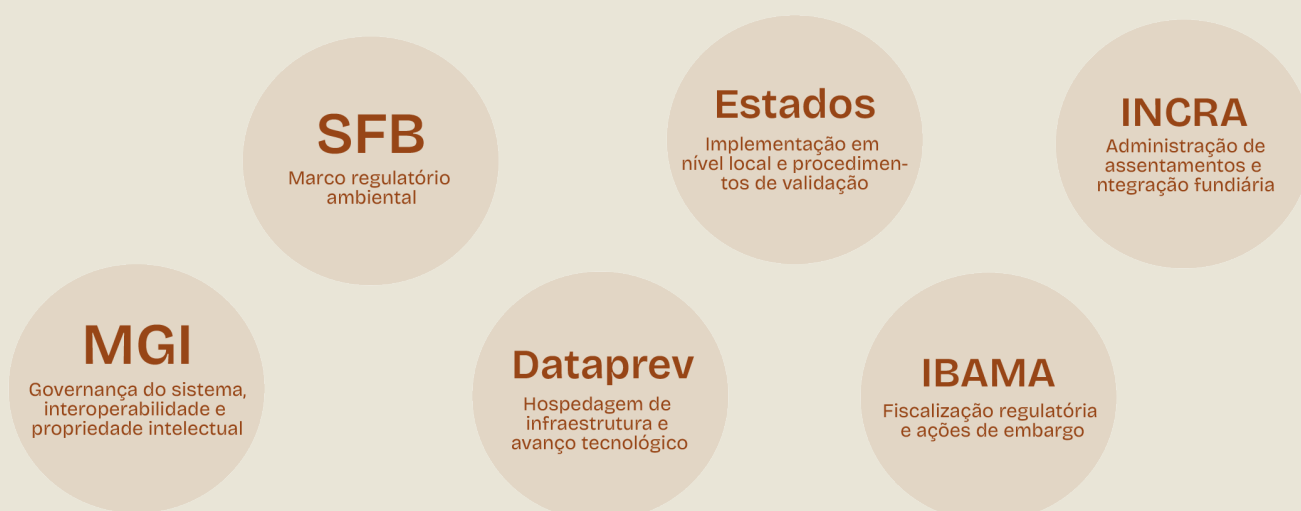 SFB
Marco regulatório
ambiental
Estados
Implementação em
nível local e procedimen-
tos de validação
INCRA
Administração de
assentamentos e
ntegração fundiária
MGI
Governança do sistema,
interoperabilidade e
propriedade intelectual
Dataprev
Hospedagem de
infraestrutura e
avanço tecnológico
IBAMA
Fiscalização regulatória
e ações de embargo